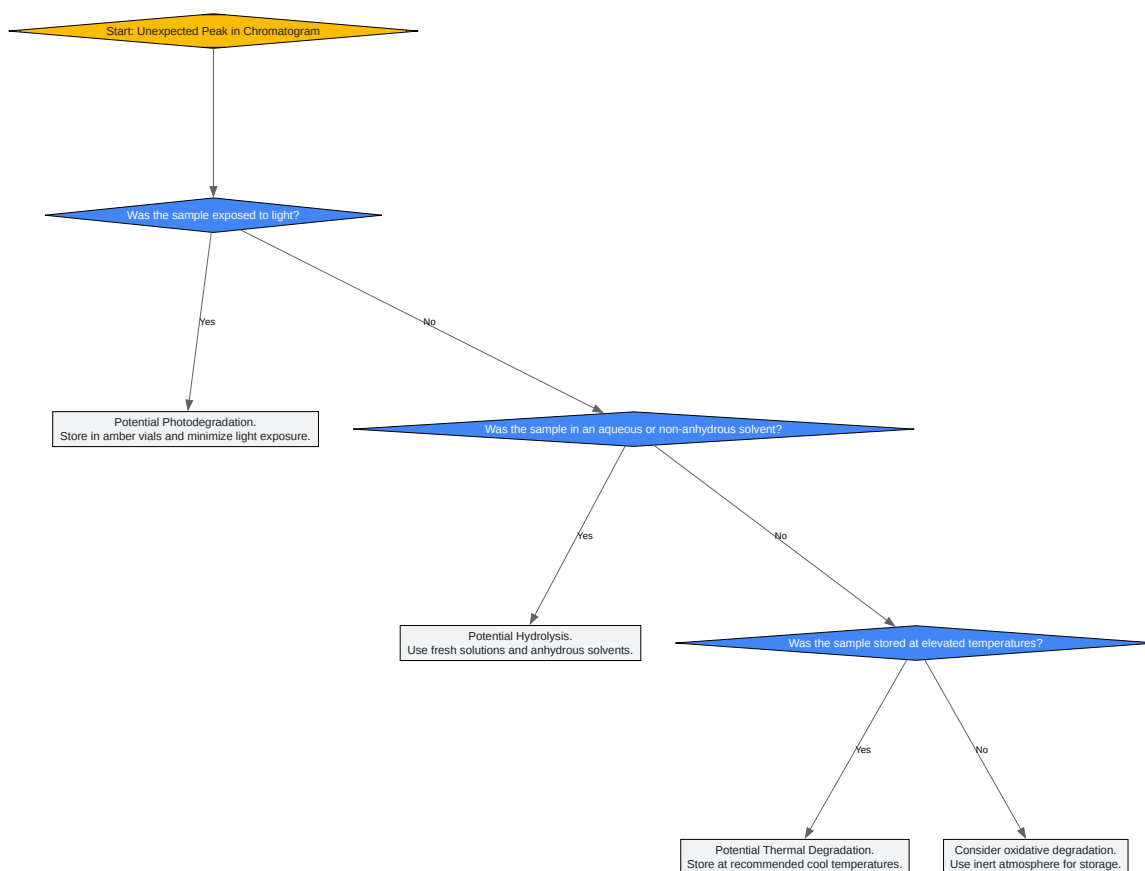 Start: Unexpected Peak in Chromatogram
Was the sample exposed to light?
Yes
No
Potential Photodegradation.
Store in amber vials and minimize light exposure.
Was the sample in an aqueous or non-anhydrous solvent?
Yes
No
Potential Hydrolysis.
Use fresh solutions and anhydrous solvents.
Was the sample stored at elevated temperatures?
Yes
No
Potential Thermal Degradation.
Store at recommended cool temperatures.
Consider oxidative degradation.
Use inert atmosphere for storage.